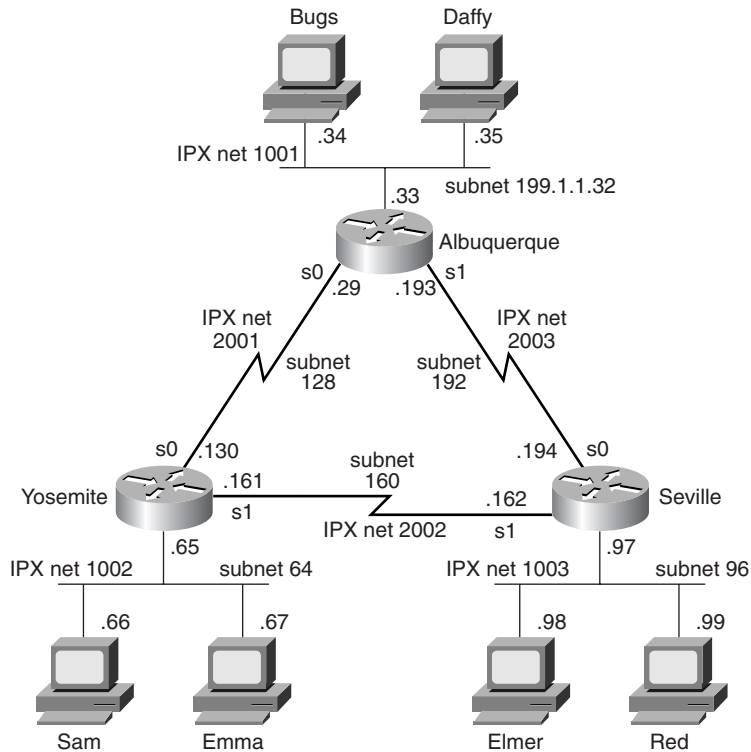 Bugs
Daffy
.34
.35
IPX net 1001
subnet 199.1.1.32
.33
Albuquerque
s0
s1
.29
.193
IPX net
2001
IPX net
2003
subnet
128
subnet
192
s0
.130
.194
s0
.161
subnet
160
.162
Yosemite
s1
IPX net 2002
s1
Seville
.65
.97
IPX net 1002
subnet 64
IPX net 1003
subnet 96
.66
.67
.98
.99
Sam
Emma
Elmer
Red